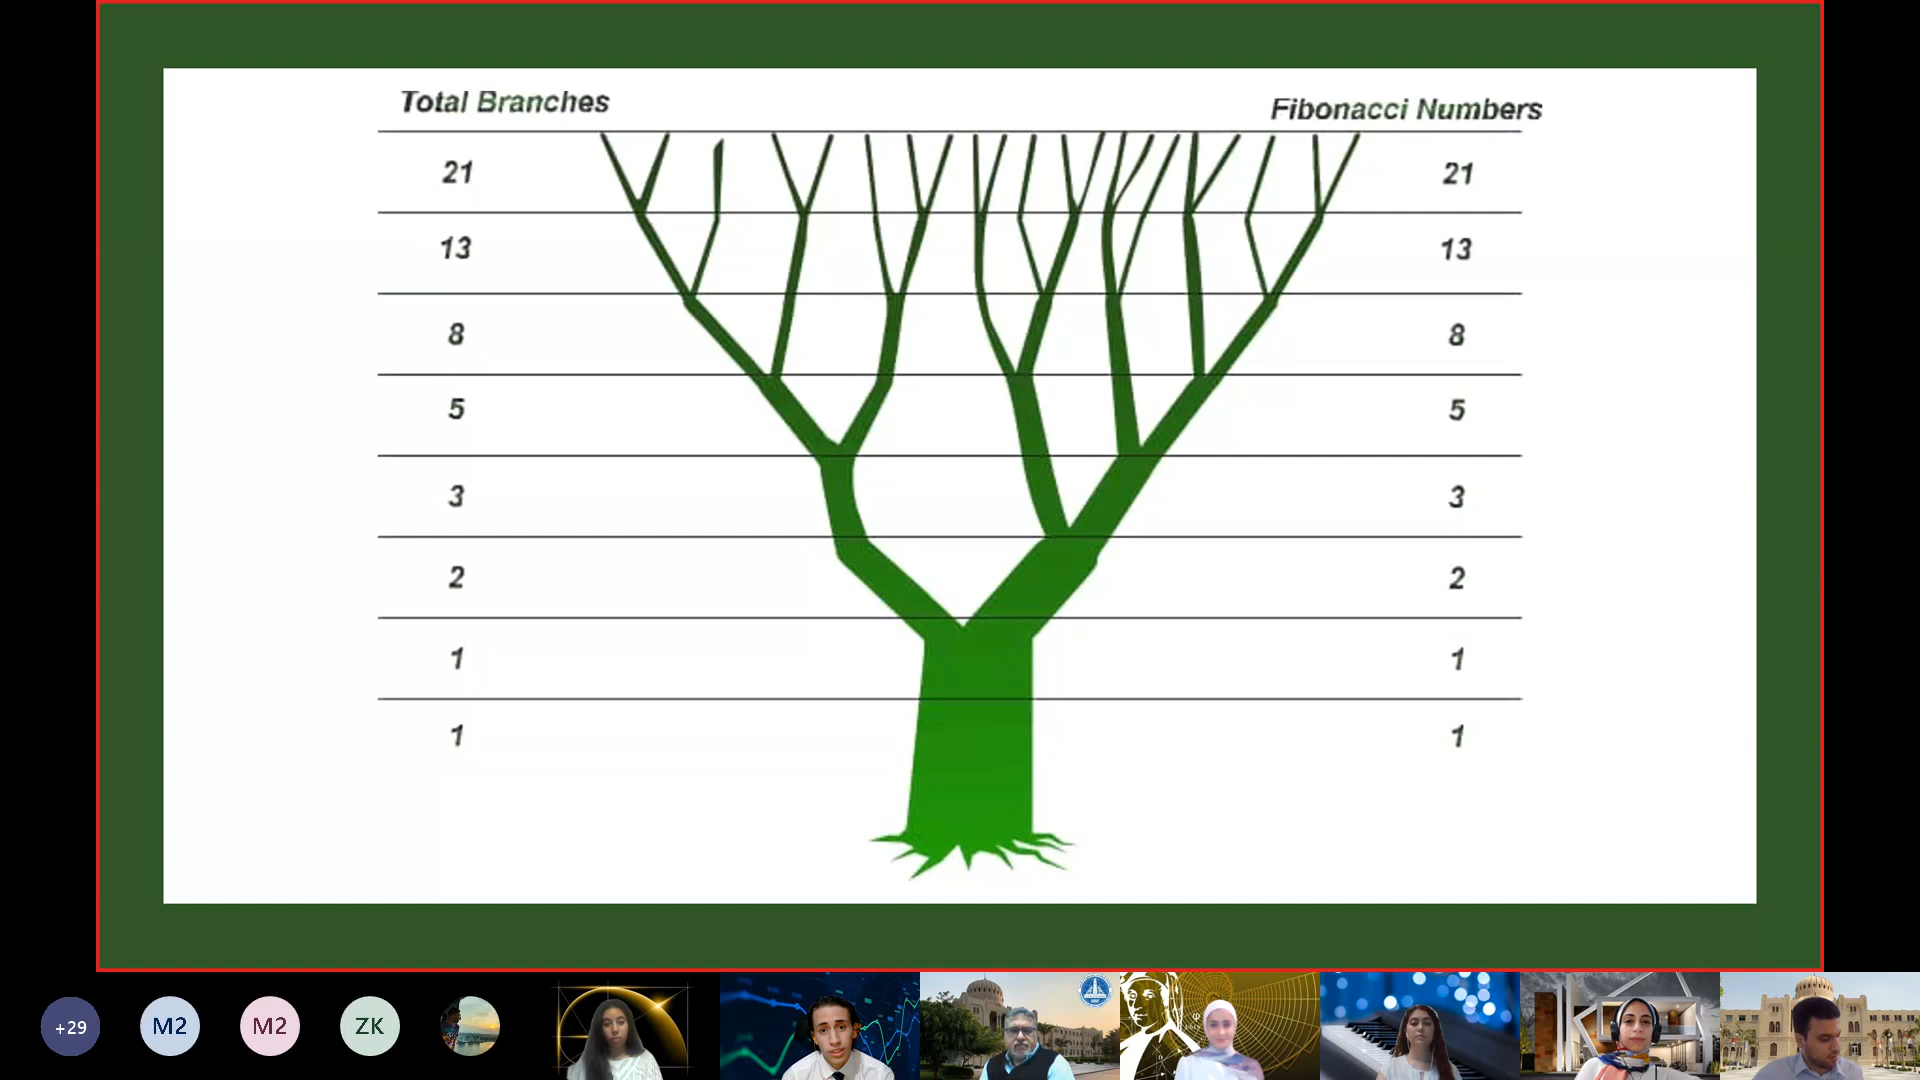 Total Branches
Fibonacci Numbers
21
21
13
13
8
8
5
5
3
3
2
2
1
1
1
1
+29
M2
M2
ZK
φ